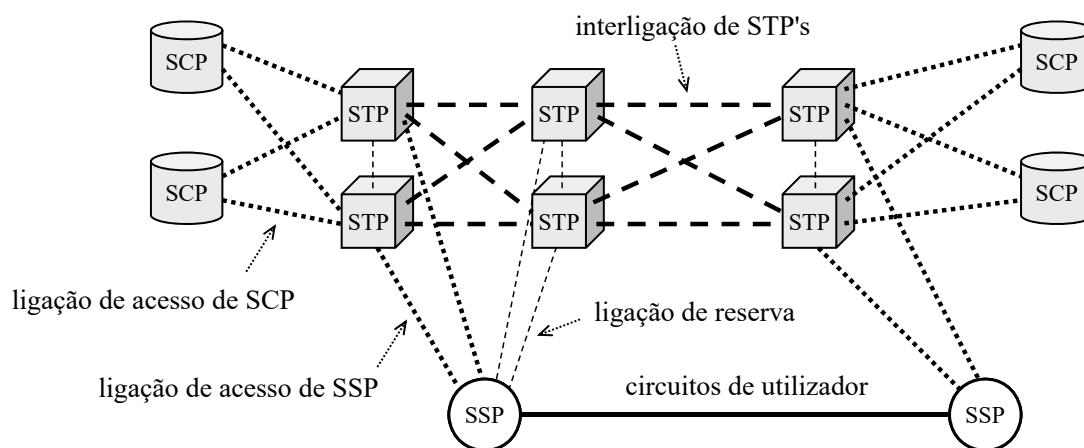 interligação de STP's
SCP
SCP
STP
STP
STP
SCP
SCP
STP
STP
STP
ligação de acesso de SCP
ligação de reserva
ligação de acesso de SSP
circuitos de utilizador
SSP
SSP